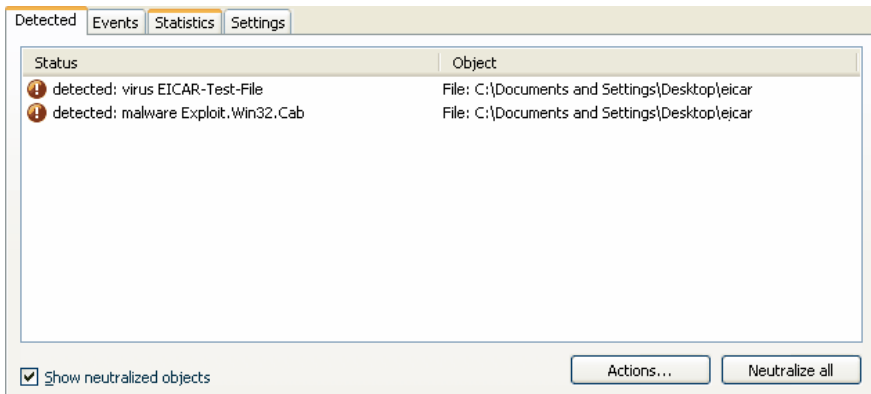 Detected Events Statistics Settings
Status Object
detected: virus EICAR-Test-File File: C:\Documents and Settings\Desktop\eicar
detected: malware Exploit.Win32.Cab File: C:\Documents and Settings\Desktop\eicar
Show neutralized objects Actions... Neutralize all